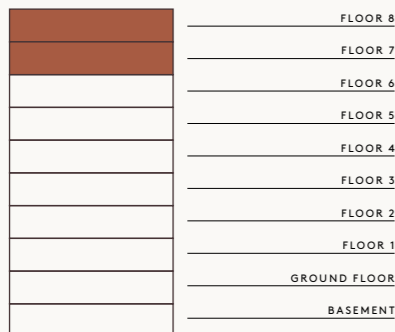 FLOOR 8
FLOOR 7
FLOOR 6
FLOOR 5
FLOOR 4
FLOOR 3
FLOOR 2
FLOOR 1
GROUND FLOOR
BASEMENT